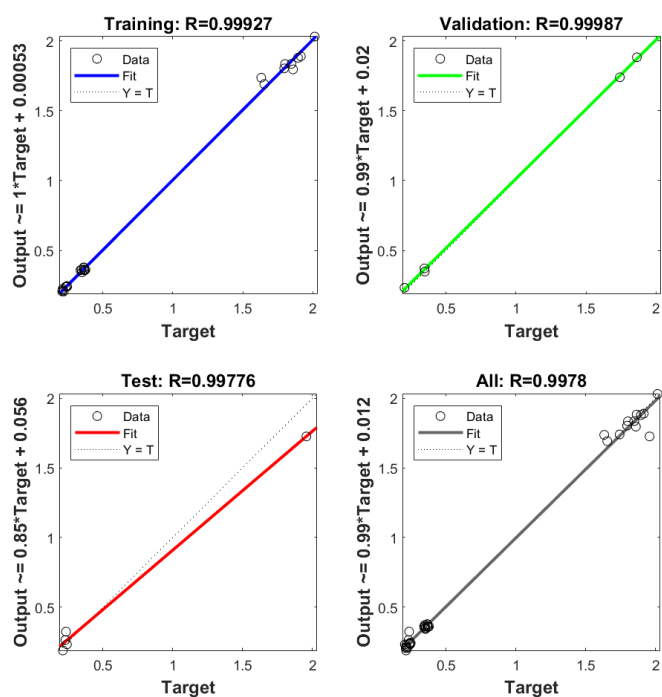 Training: R=0.99927
Output ~= 1*Target + 0.00053
2
1.5
1
0.5
Data
Fit
Y = T
0.5 1 1.5 2
Target
Validation: R=0.99987
Output ~= 0.99*Target + 0.02
2
1.5
1
0.5
Data
Fit
Y = T
0.5 1 1.5 2
Target
Test: R=0.99776
Output ~= 0.85*Target + 0.056
2
1.5
1
0.5
Data
Fit
Y = T
0.5 1 1.5 2
Target
All: R=0.9978
Output ~= 0.99*Target + 0.012
2
1.5
1
0.5
Data
Fit
Y = T
0.5 1 1.5 2
Target